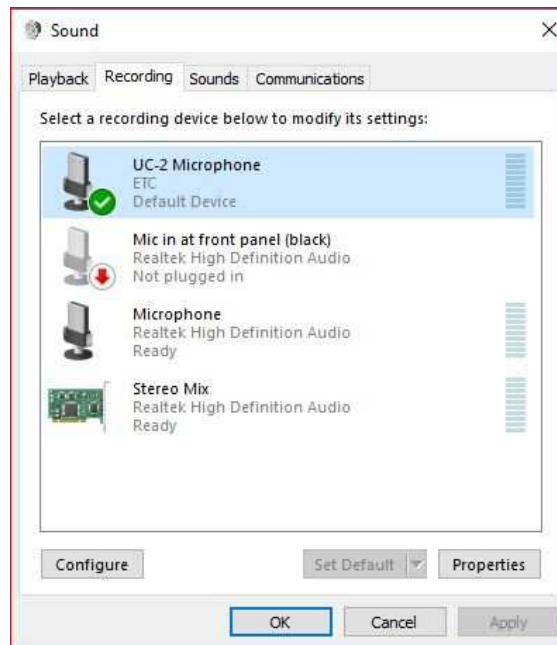 Sound
Playback Recording Sounds Communications
Select a recording device below to modify its settings:
UC-2 Microphone
ETC
Default Device
Mic in at front panel (black)
Realtek High Definition Audio
Not plugged in
Microphone
Realtek High Definition Audio
Ready
Stereo Mix
Realtek High Definition Audio
Ready
Configure Set Default Properties
OK Cancel Apply